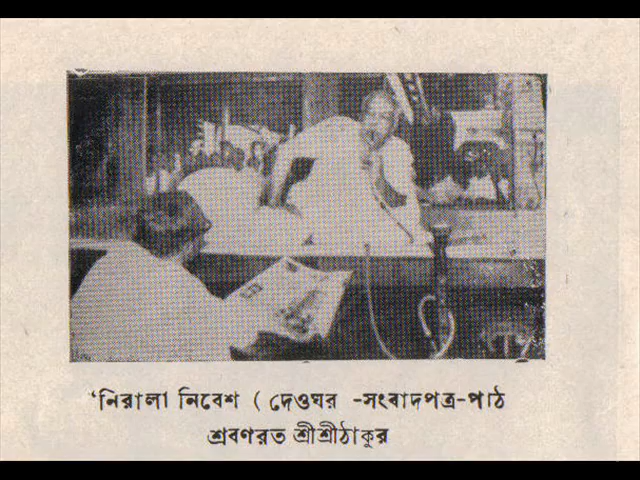 ‘নিরালা নিবেশ ( দেওঘর -সংবাদপত্র-পাঠ
শ্রবণরত শ্রীশ্রীঠাকুর